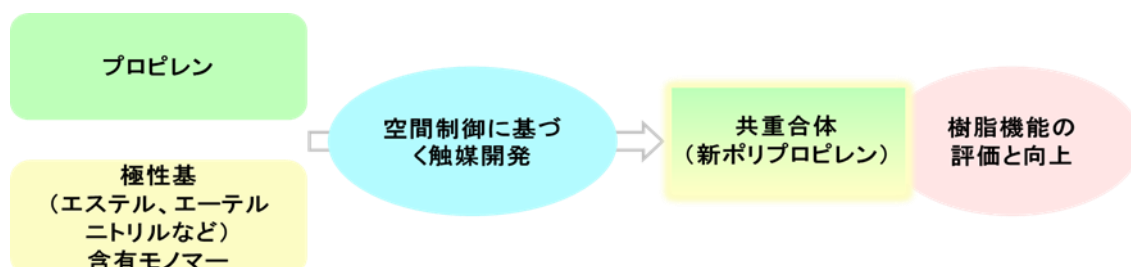 プロピレン
極性基
（エステル、エーテル
ニトリルなど）
含有モノマー
空間制御に基づ
く触媒開発
共重合体
（新ポリプロピレン）
樹脂機能の
評価と向上